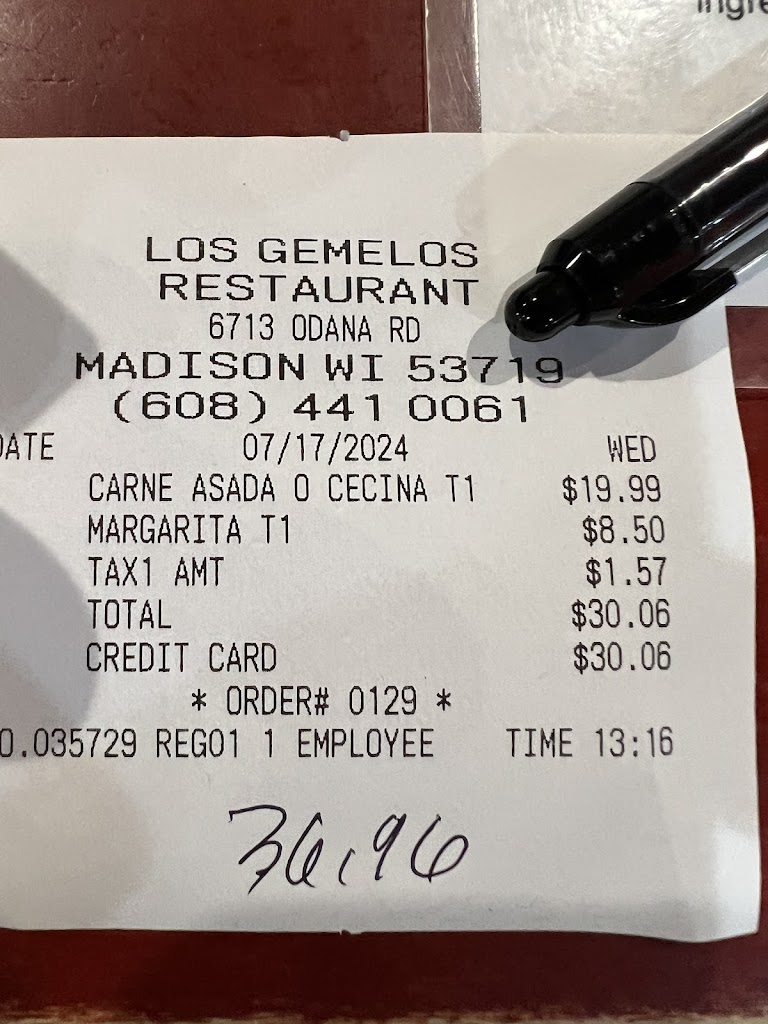 LOS GEMELOS
RESTAURANT
6713 ODANA RD
MADISON WI 53719
(608) 441 0061
DATE 07/17/2024 WED
CARNE ASADA O CECINA T1 $19.99
MARGARITA T1 $8.50
TAX1 AMT $1.57
TOTAL $30.06
CREDIT CARD $30.06
* ORDER# 0129 *
0.035729 REG01 1 EMPLOYEE TIME 13:16
36,96